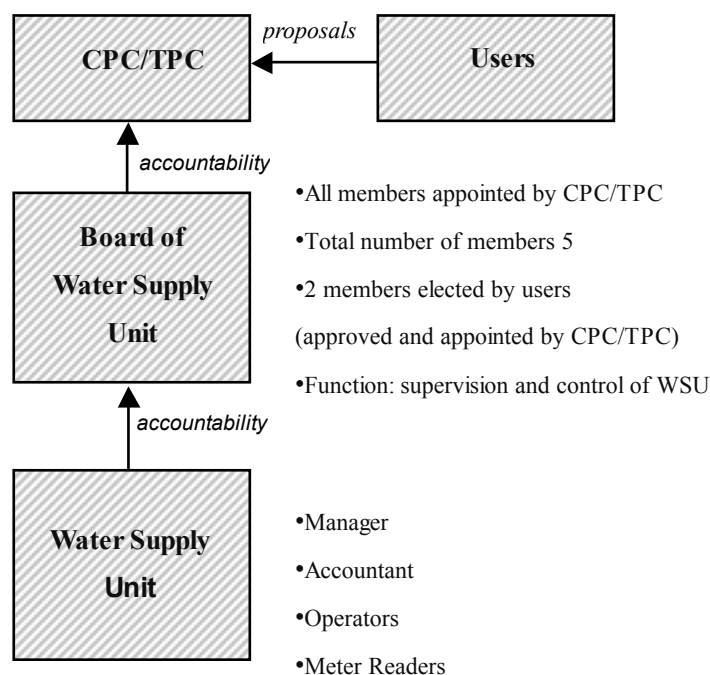 CPC/TPC
proposals
Users
accountability
Board of
Water Supply
Unit
•All members appointed by CPC/TPC
•Total number of members 5
•2 members elected by users
(approved and appointed by CPC/TPC)
•Function: supervision and control of WSU
accountability
Water Supply
Unit
•Manager
•Accountant
•Operators
•Meter Readers